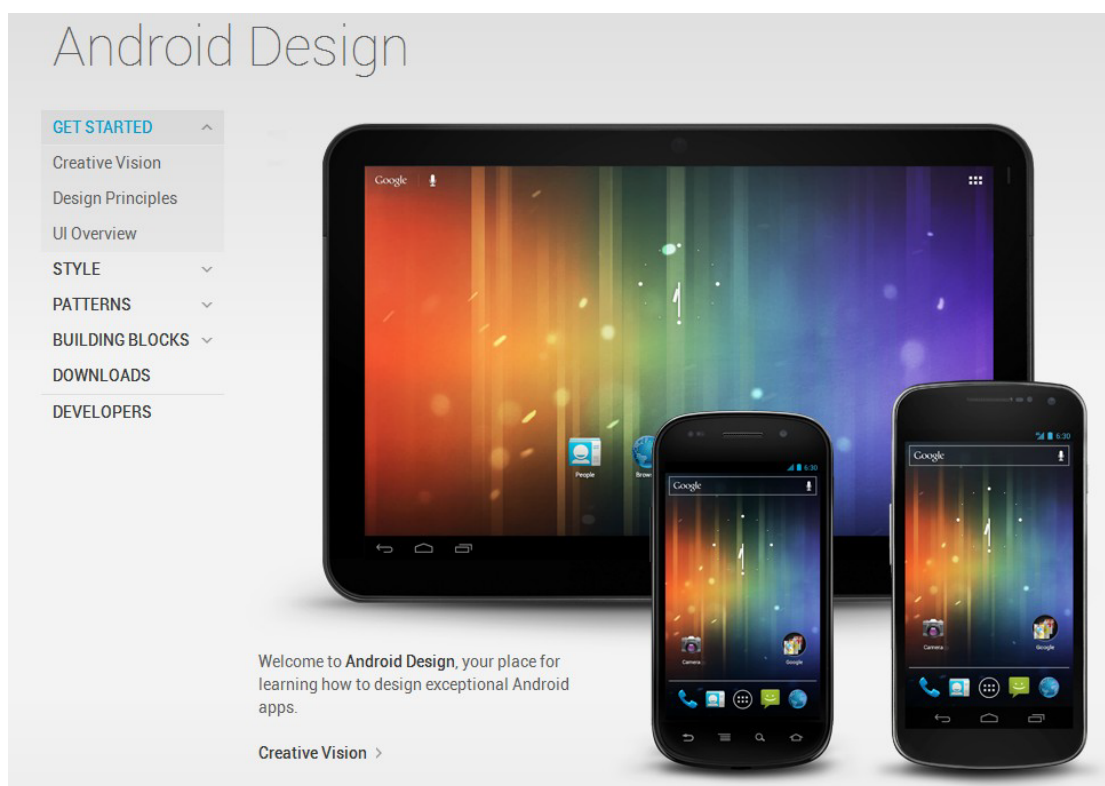 Android Design
GET STARTED
Creative Vision
Design Principles
UI Overview
STYLE
PATTERNS
BUILDING BLOCKS
DOWNLOADS
DEVELOPERS
Google
People
6:30
Google
Camera
Google
6:30
Google
Camera
Google
Welcome to Android Design, your place for
learning how to design exceptional Android
apps.
Creative Vision